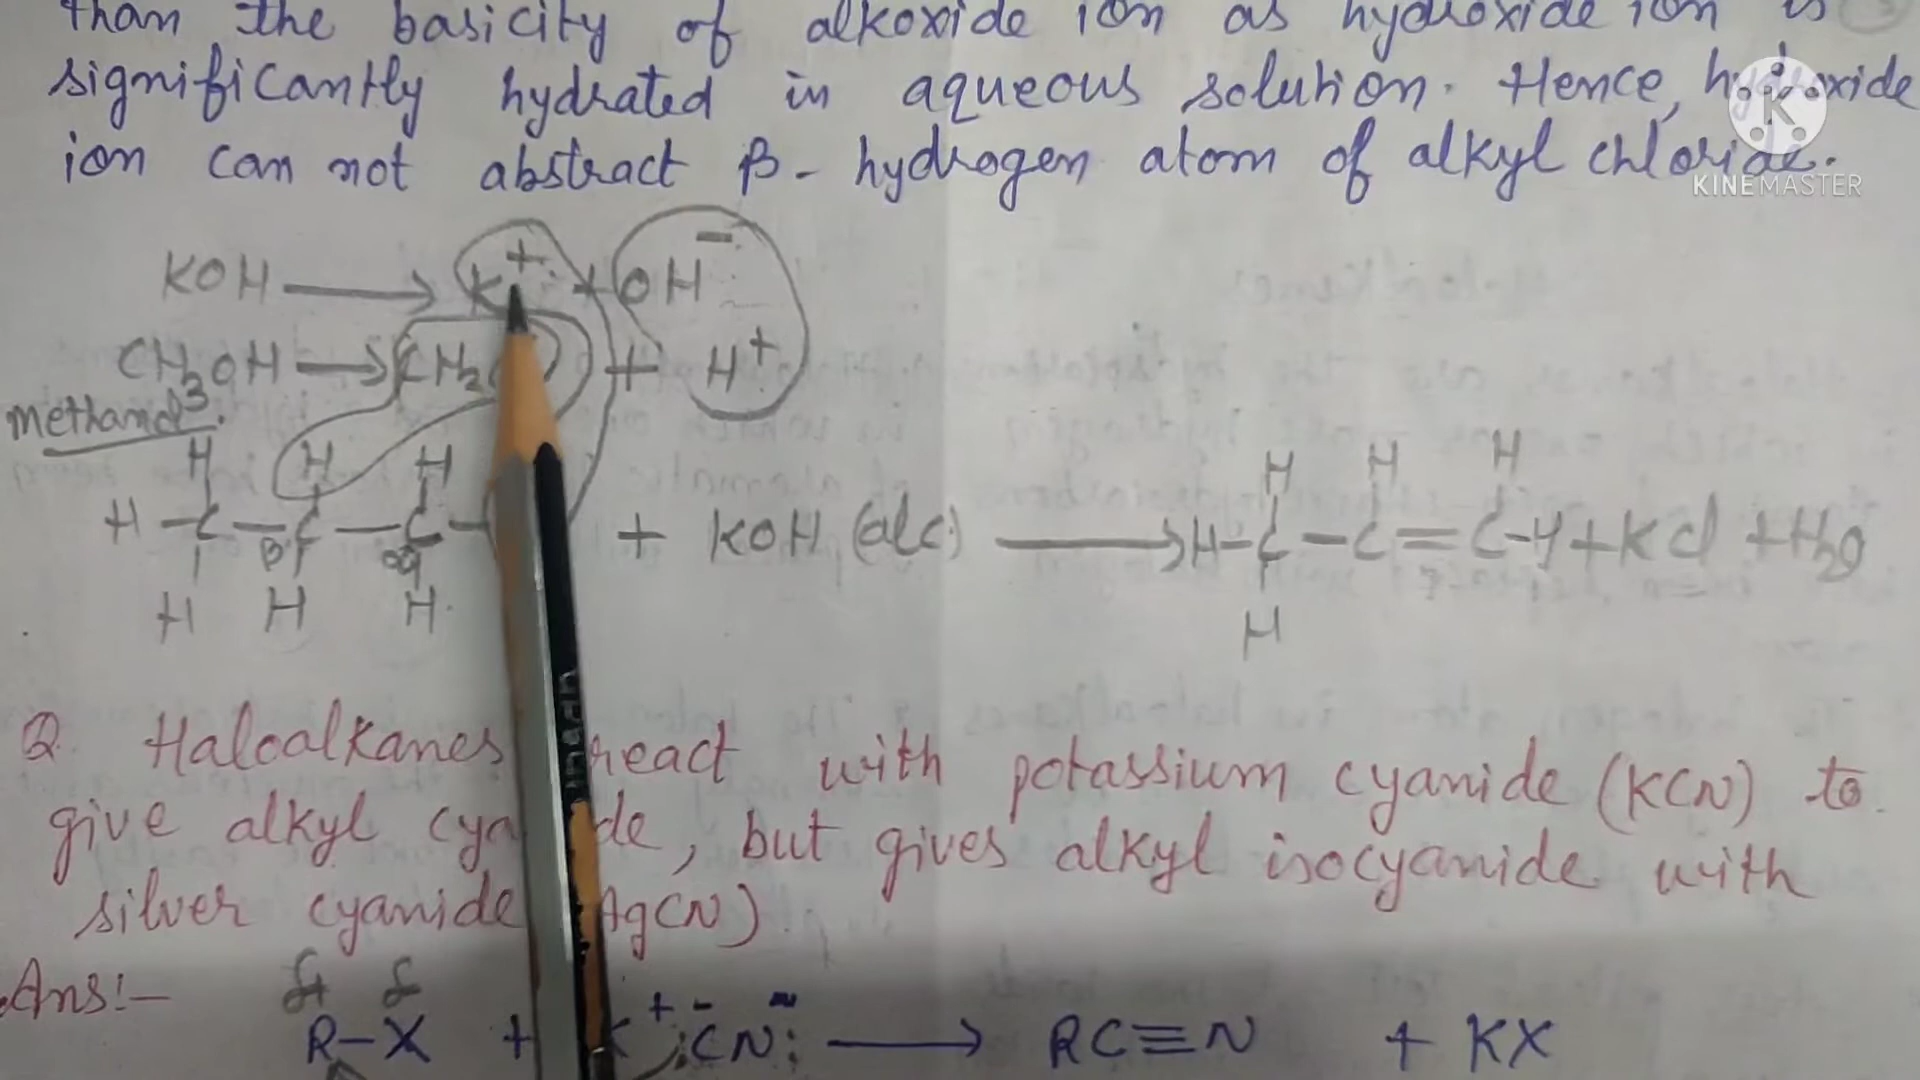 than the basicity of alkoxide ion as hydroxide ion is
significantly hydrated in aqueous solution. Hence, hydroxide
ion can not abstract β- hydrogen atom of alkyl chloride.
KINEMASTER
KOH ⟶ K⁺ + OH⁻
CH₃OH ⟶ CH₂ + H⁺
Methanol.
H H H
H - C - C - C - + KOH (alc) ⟶ H - C - C = C - H + KCl + H₂O
β α
H H H
H H H
H
Q. Haloalkanes react with potassium cyanide (KCN) to
give alkyl cyanide, but gives alkyl isocyanide with
silver cyanide (AgCN)
Ans:- δ+ δ-
R-X + K⁺ :C⁻N: ⟶ RC≡N + KX